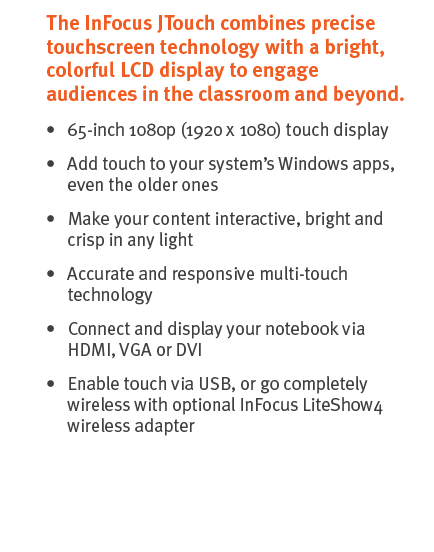 The InFocus JTouch combines precise
touchscreen technology with a bright,
colorful LCD display to engage
audiences in the classroom and beyond.
• 65-inch 1080p (1920 x 1080) touch display
• Add touch to your system’s Windows apps,
even the older ones
• Make your content interactive, bright and
crisp in any light
• Accurate and responsive multi-touch
technology
• Connect and display your notebook via
HDMI, VGA or DVI
• Enable touch via USB, or go completely
wireless with optional InFocus LiteShow4
wireless adapter